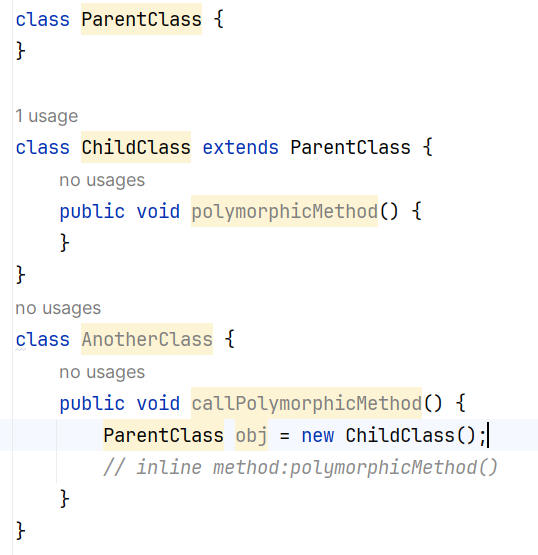 class ParentClass {
}
1 usage
class ChildClass extends ParentClass {
no usages
public void polymorphicMethod() {
}
}
no usages
class AnotherClass {
no usages
public void callPolymorphicMethod() {
ParentClass obj = new ChildClass();
// inline method:polymorphicMethod()
}
}